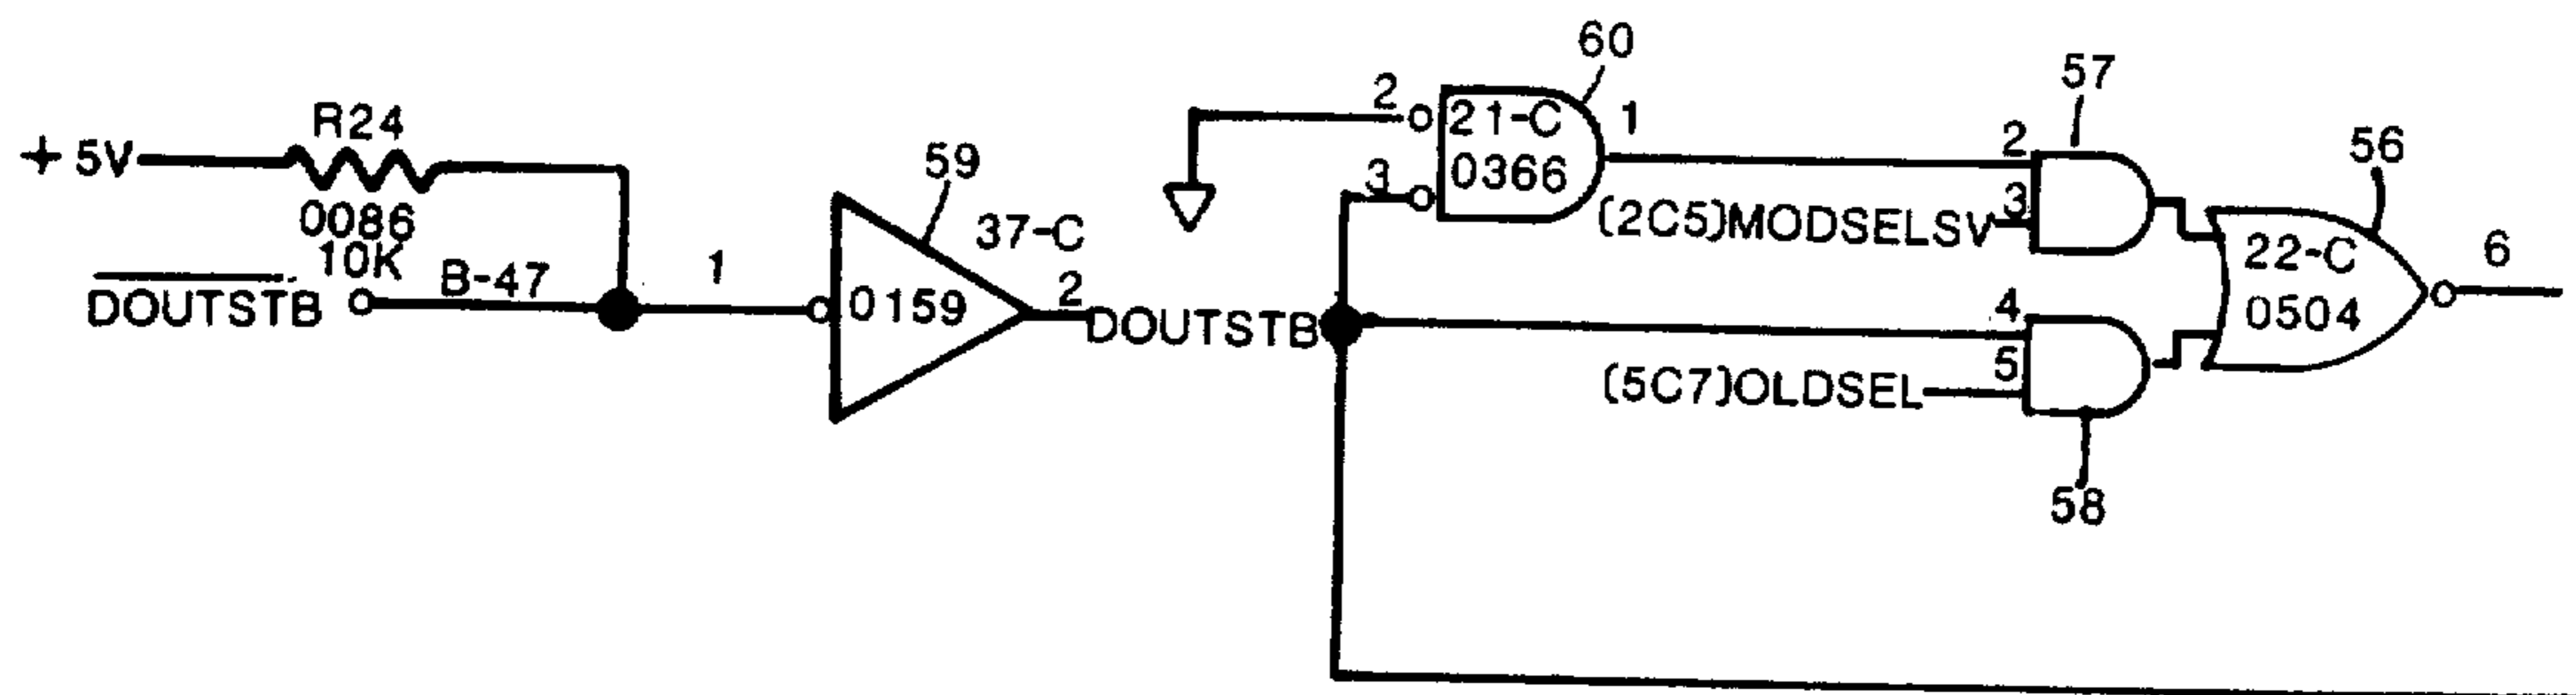 60
57
R24
2
21-C
1
2
56
+ 5V
59
0366
3
3
(2C5)MODSELSV
22-C
6
0086
37-C
0504
10K
DOUTSTB
B-47
1
0159
2
DOUTSTB
4
5
(5C7)OLDSEL
58